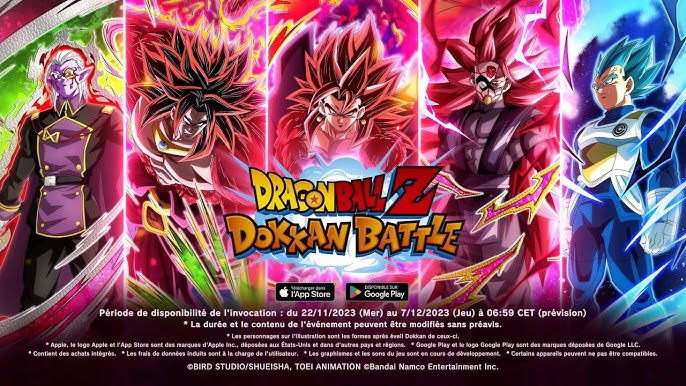 DRAGON BALL Z
DOKKAN BATTLE
Télécharger dans
l'App Store
DISPONIBLE SUR
Google Play
Période de disponibilité de l'invocation : du 22/11/2023 (Mer) au 7/12/2023 (Jeu) à 06:59 CET (prévision)
* La durée et le contenu de l'événement peuvent être modifiés sans préavis.
* Les personnages sur l'illustration sont les formes après éveil Dokkan de ceux-ci.
* Apple, le logo Apple et l'App Store sont des marques d'Apple Inc., déposées aux États-Unis et dans d'autres pays et régions. * Google Play et le logo Google Play sont des marques déposées de Google LLC.
* Contient des achats intégrés. * Les frais de données induits sont à la charge de l'utilisateur. * Les graphismes et les sons du jeu sont en cours de développement. * Certains appareils peuvent ne pas être compatibles.
©BIRD STUDIO/SHUEISHA, TOEI ANIMATION ©Bandai Namco Entertainment Inc.